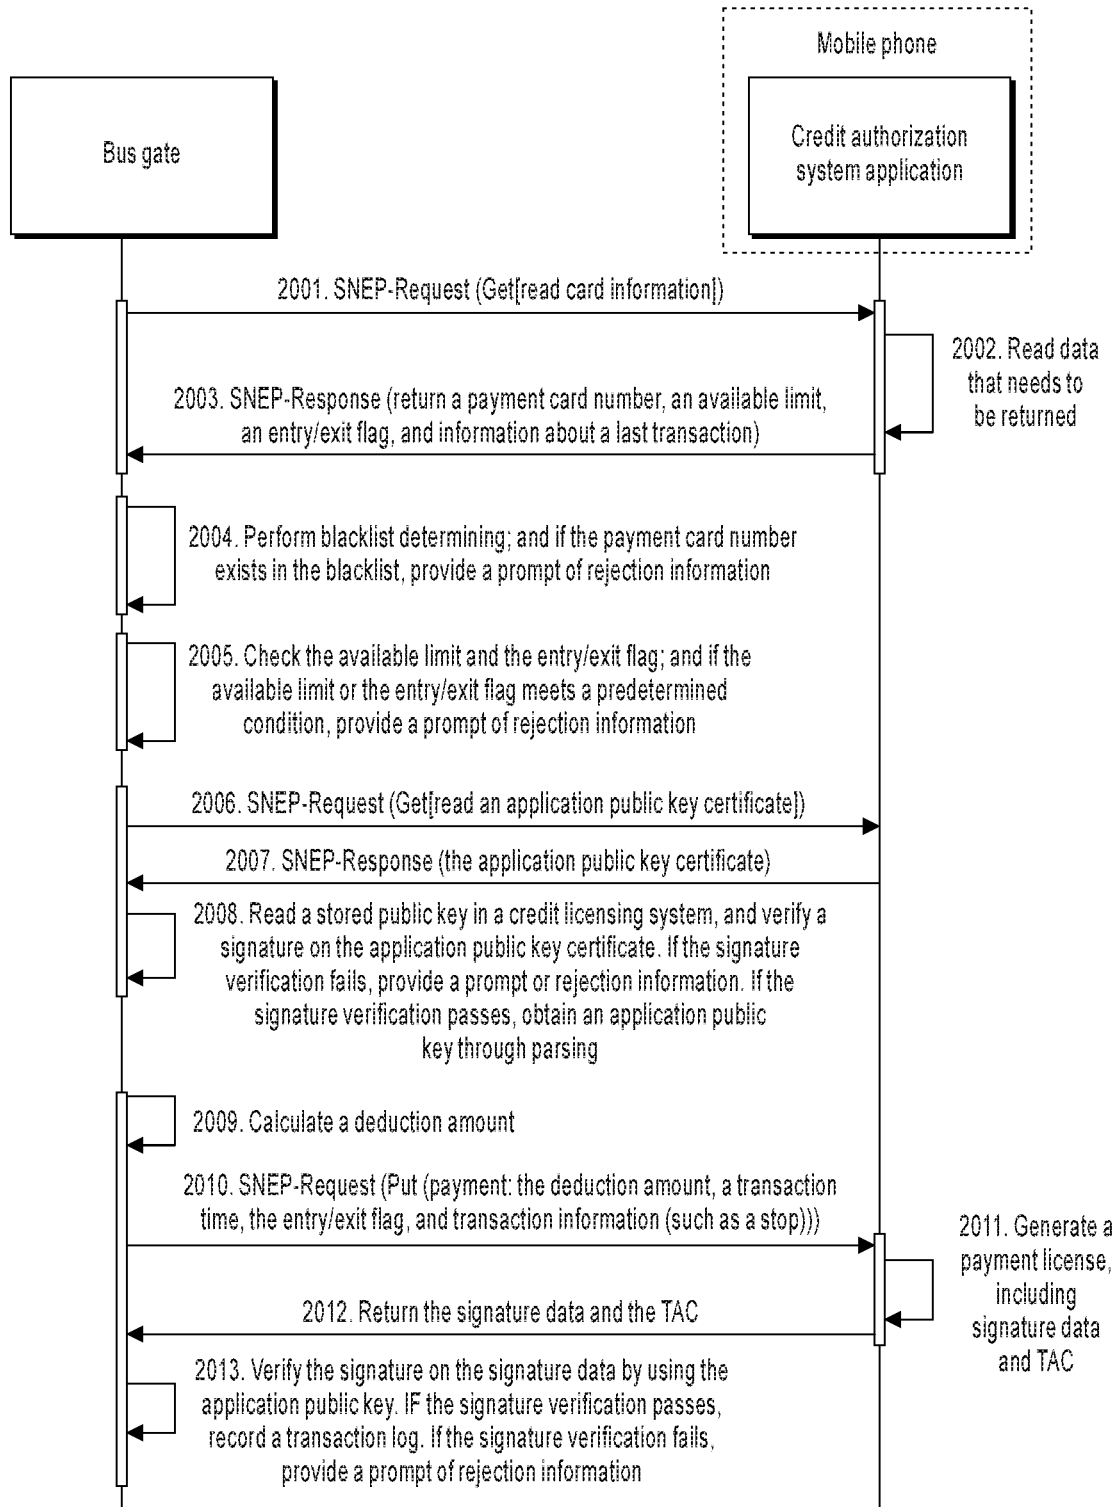 Mobile phone
Bus gate
Credit authorization
system application
2001. SNEP-Request (Get[read card information])
2002. Read data
that needs to
be returned
2003. SNEP-Response (return a payment card number, an available limit,
an entry/exit flag, and information about a last transaction)
2004. Perform blacklist determining; and if the payment card number
exists in the blacklist, provide a prompt of rejection information
2005. Check the available limit and the entry/exit flag; and if the
available limit or the entry/exit flag meets a predetermined
condition, provide a prompt of rejection information
2006. SNEP-Request (Get[read an application public key certificate])
2007. SNEP-Response (the application public key certificate)
2008. Read a stored public key in a credit licensing system, and verify a
signature on the application public key certificate. If the signature
verification fails, provide a prompt or rejection information. If the
signature verification passes, obtain an application public
key through parsing
2009. Calculate a deduction amount
2010. SNEP-Request (Put (payment: the deduction amount, a transaction
time, the entry/exit flag, and transaction information (such as a stop)))
2011. Generate a
payment license,
including
signature data
and TAC
2012. Return the signature data and the TAC
2013. Verify the signature on the signature data by using the
application public key. IF the signature verification passes,
record a transaction log. If the signature verification fails,
provide a prompt of rejection information